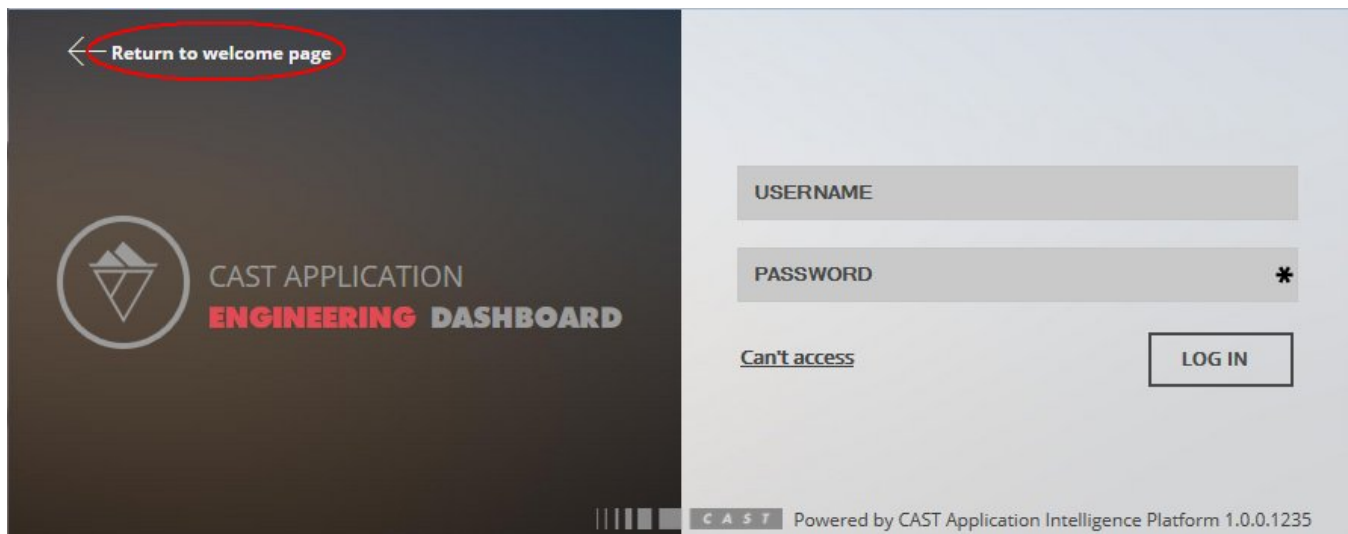 Return to welcome page
CAST APPLICATION
ENGINEERING DASHBOARD
USERNAME
PASSWORD *
Can't access
LOG IN
CAST Powered by CAST Application Intelligence Platform 1.0.0.1235